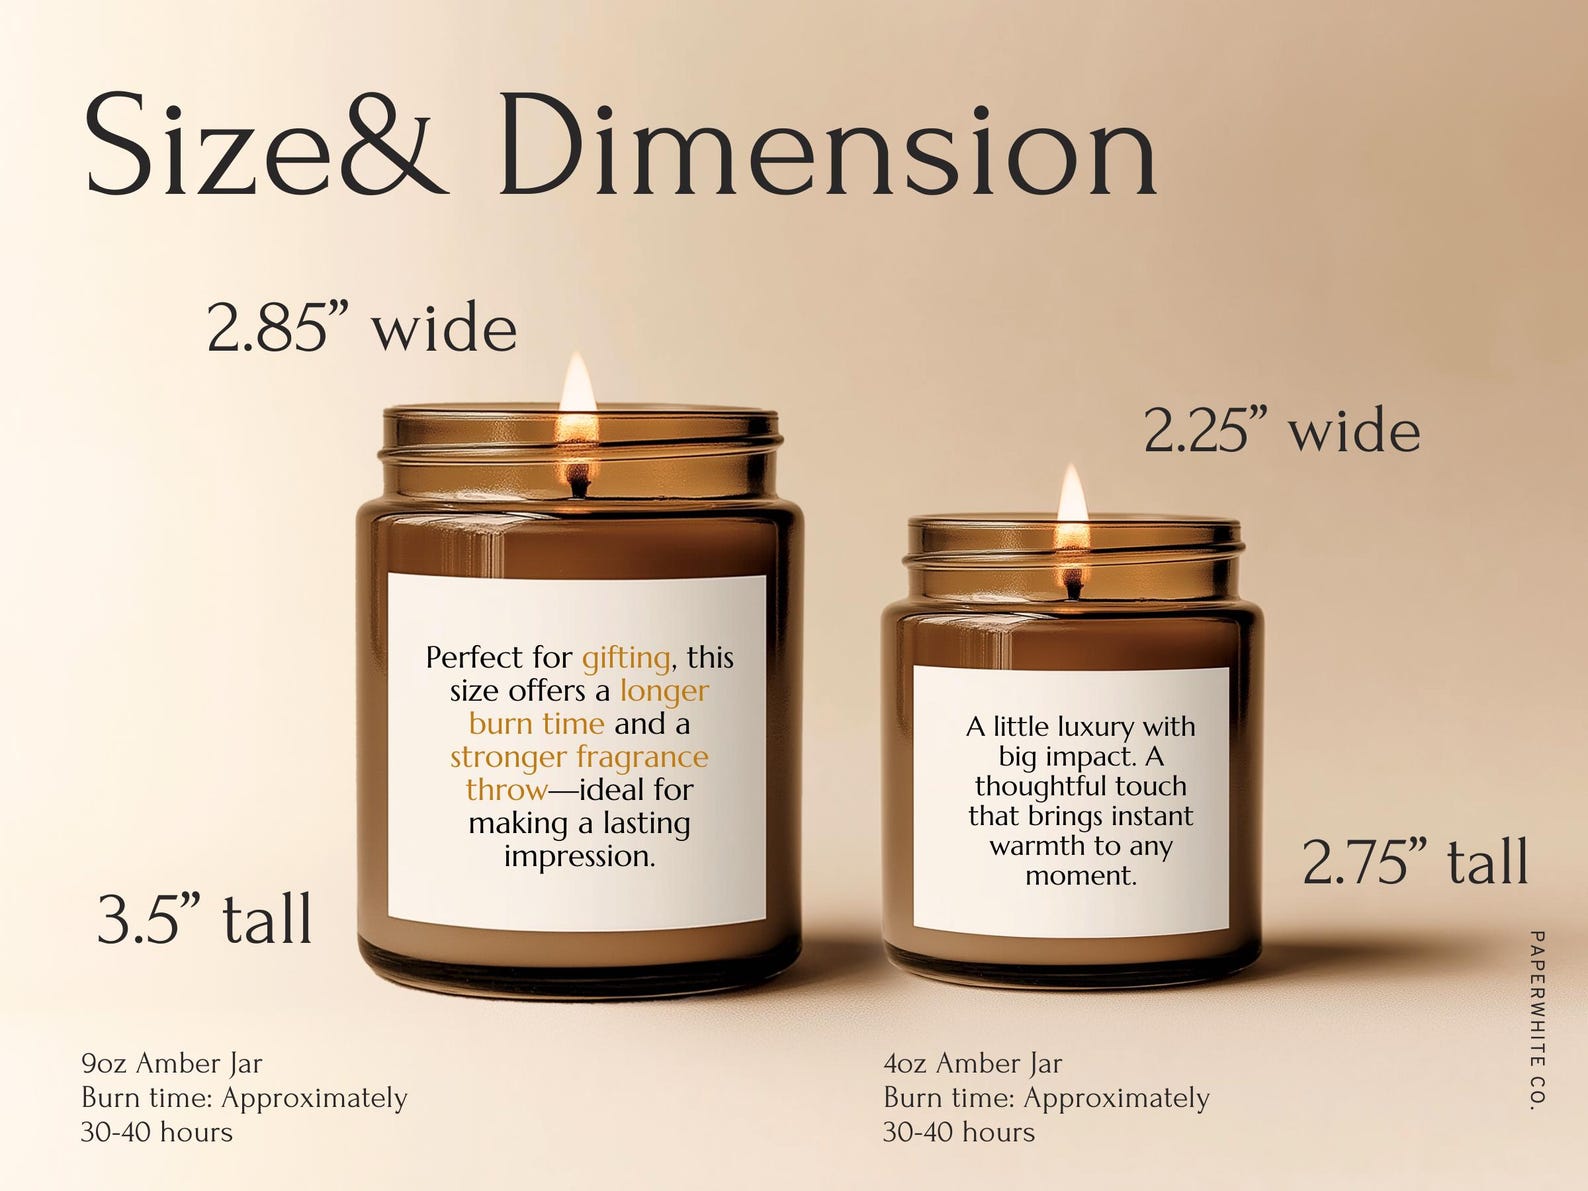 Size& Dimension
2.85” wide
2.25” wide
Perfect for gifting, this
size offers a longer
burn time and a
stronger fragrance
throw—ideal for
making a lasting
impression.
A little luxury with
big impact. A
thoughtful touch
that brings instant
warmth to any
moment.
3.5” tall
2.75” tall
9oz Amber Jar
Burn time: Approximately
30-40 hours
4oz Amber Jar
Burn time: Approximately
30-40 hours
PAPERWHITE CO.